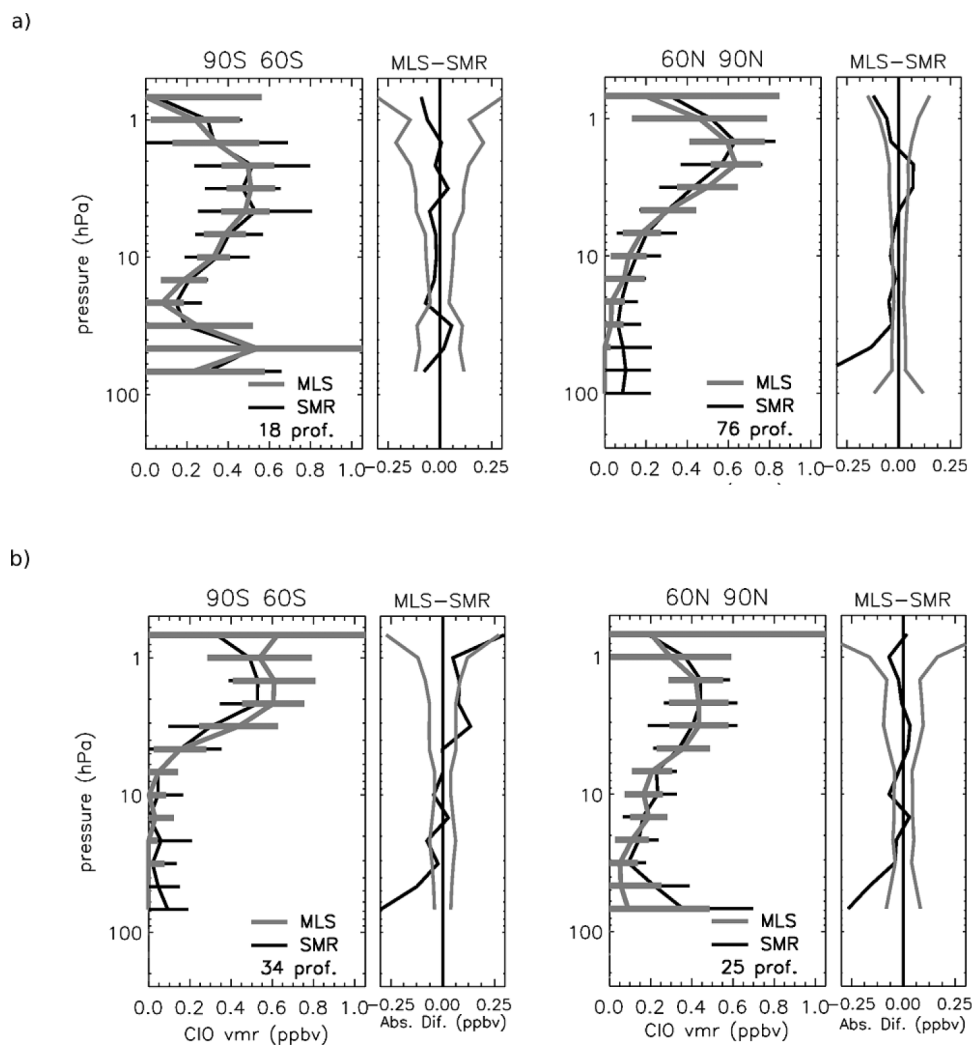 a)
90S 60S
MLS-SMR
60N 90N
MLS-SMR
pressure (hPa)
1
10
100
MLS
SMR
18 prof.
0.0 0.2 0.4 0.6 0.8 1.0
-0.25 0.00 0.25
1
10
100
MLS
SMR
76 prof.
0.0 0.2 0.4 0.6 0.8 1.0
-0.25 0.00 0.25
b)
90S 60S
MLS-SMR
60N 90N
MLS-SMR
pressure (hPa)
1
10
100
MLS
SMR
34 prof.
0.0 0.2 0.4 0.6 0.8 1.0
ClO vmr (ppbv)
-0.25 0.00 0.25
Abs. Dif. (ppbv)
1
10
100
MLS
SMR
25 prof.
0.0 0.2 0.4 0.6 0.8 1.0
ClO vmr (ppbv)
-0.25 0.00 0.25
Abs. Dif. (ppbv)